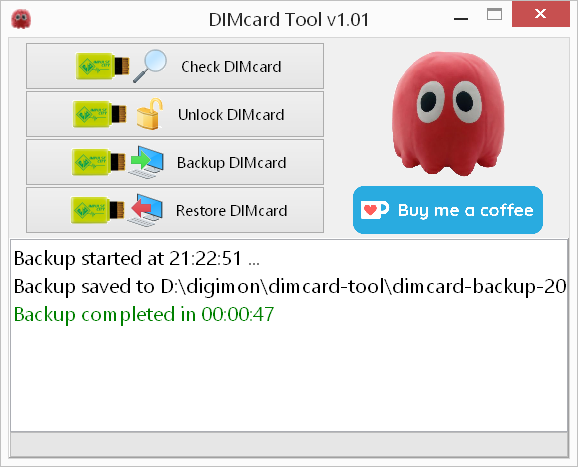 DIMcard Tool v1.01
Check DIMcard
Unlock DIMcard
Backup DIMcard
Restore DIMcard
Buy me a coffee
Backup started at 21:22:51 ...
Backup saved to D:\digimon\dimcard-tool\dimcard-backup-20
Backup completed in 00:00:47